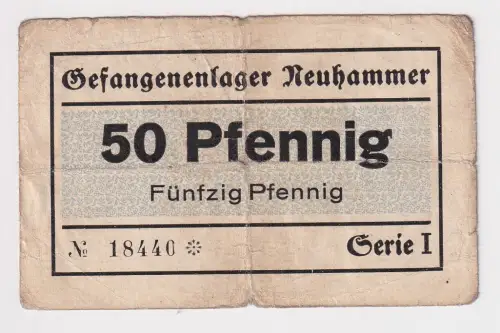 Gefangenenlager Neuhammer
50 Pfennig
Fünfzig Pfennig
№ 18440 ❊ Serie I